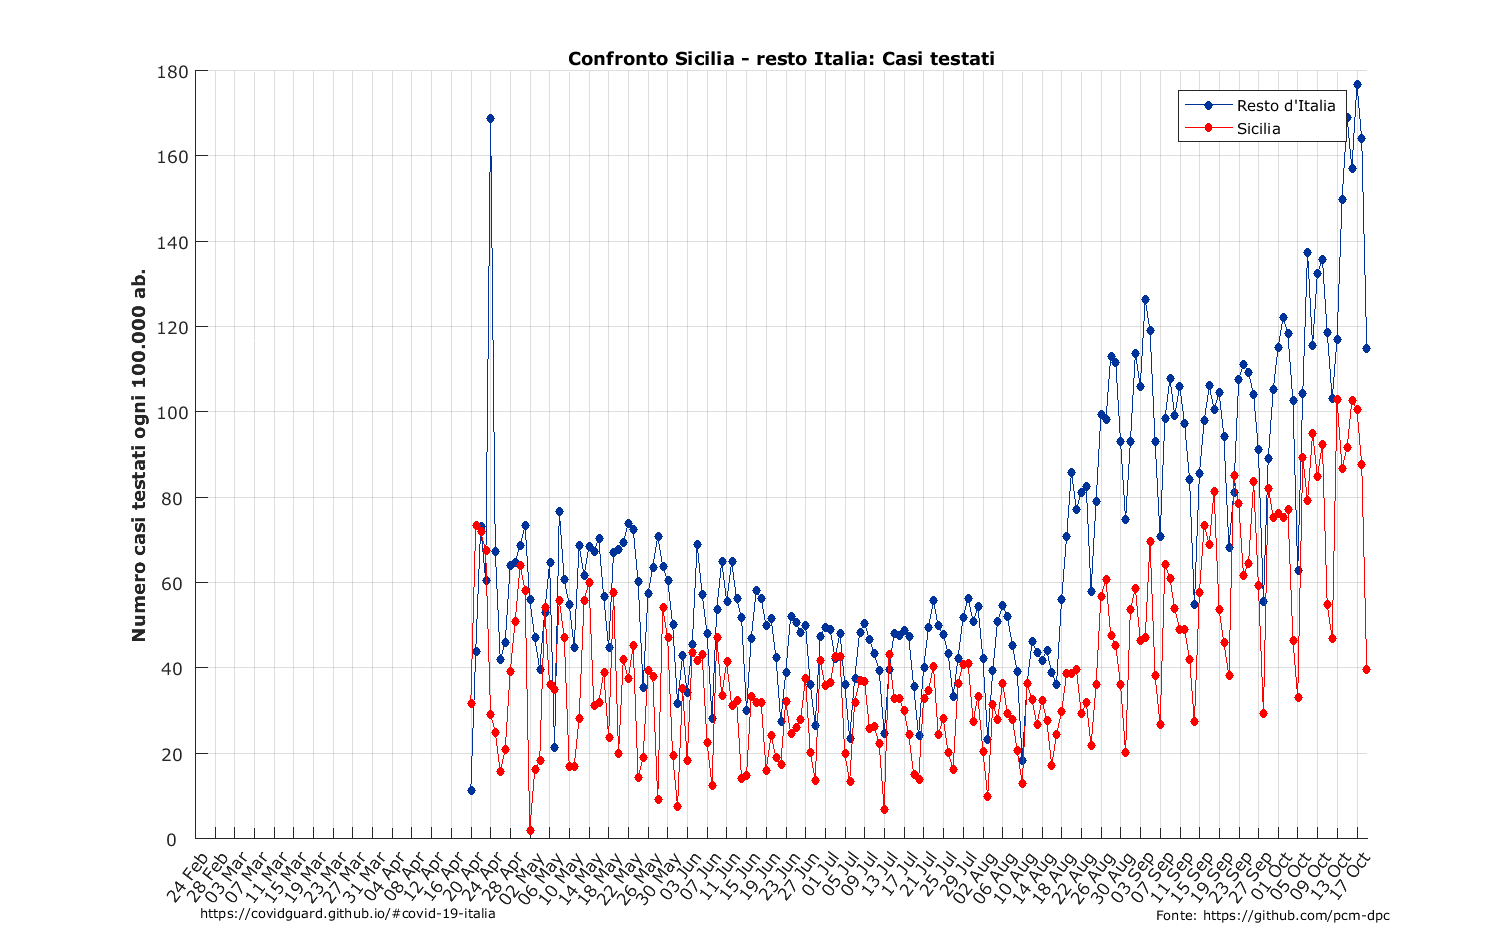 Confronto Sicilia - resto Italia: Casi testati
Resto d'Italia
Sicilia
Numero casi testati ogni 100.000 ab.
180
160
140
120
100
80
60
40
20
0
24 Feb
28 Feb
03 Mar
07 Mar
11 Mar
15 Mar
19 Mar
23 Mar
27 Mar
31 Mar
04 Apr
08 Apr
12 Apr
16 Apr
20 Apr
24 Apr
28 Apr
02 May
06 May
10 May
14 May
18 May
22 May
26 May
30 May
03 Jun
07 Jun
11 Jun
15 Jun
19 Jun
23 Jun
27 Jun
01 Jul
05 Jul
09 Jul
13 Jul
17 Jul
21 Jul
25 Jul
29 Jul
02 Aug
06 Aug
10 Aug
14 Aug
18 Aug
22 Aug
26 Aug
30 Aug
03 Sep
07 Sep
11 Sep
15 Sep
19 Sep
23 Sep
27 Sep
01 Oct
05 Oct
09 Oct
13 Oct
17 Oct
https://covidguard.github.io/#covid-19-italia
Fonte: https://github.com/pcm-dpc